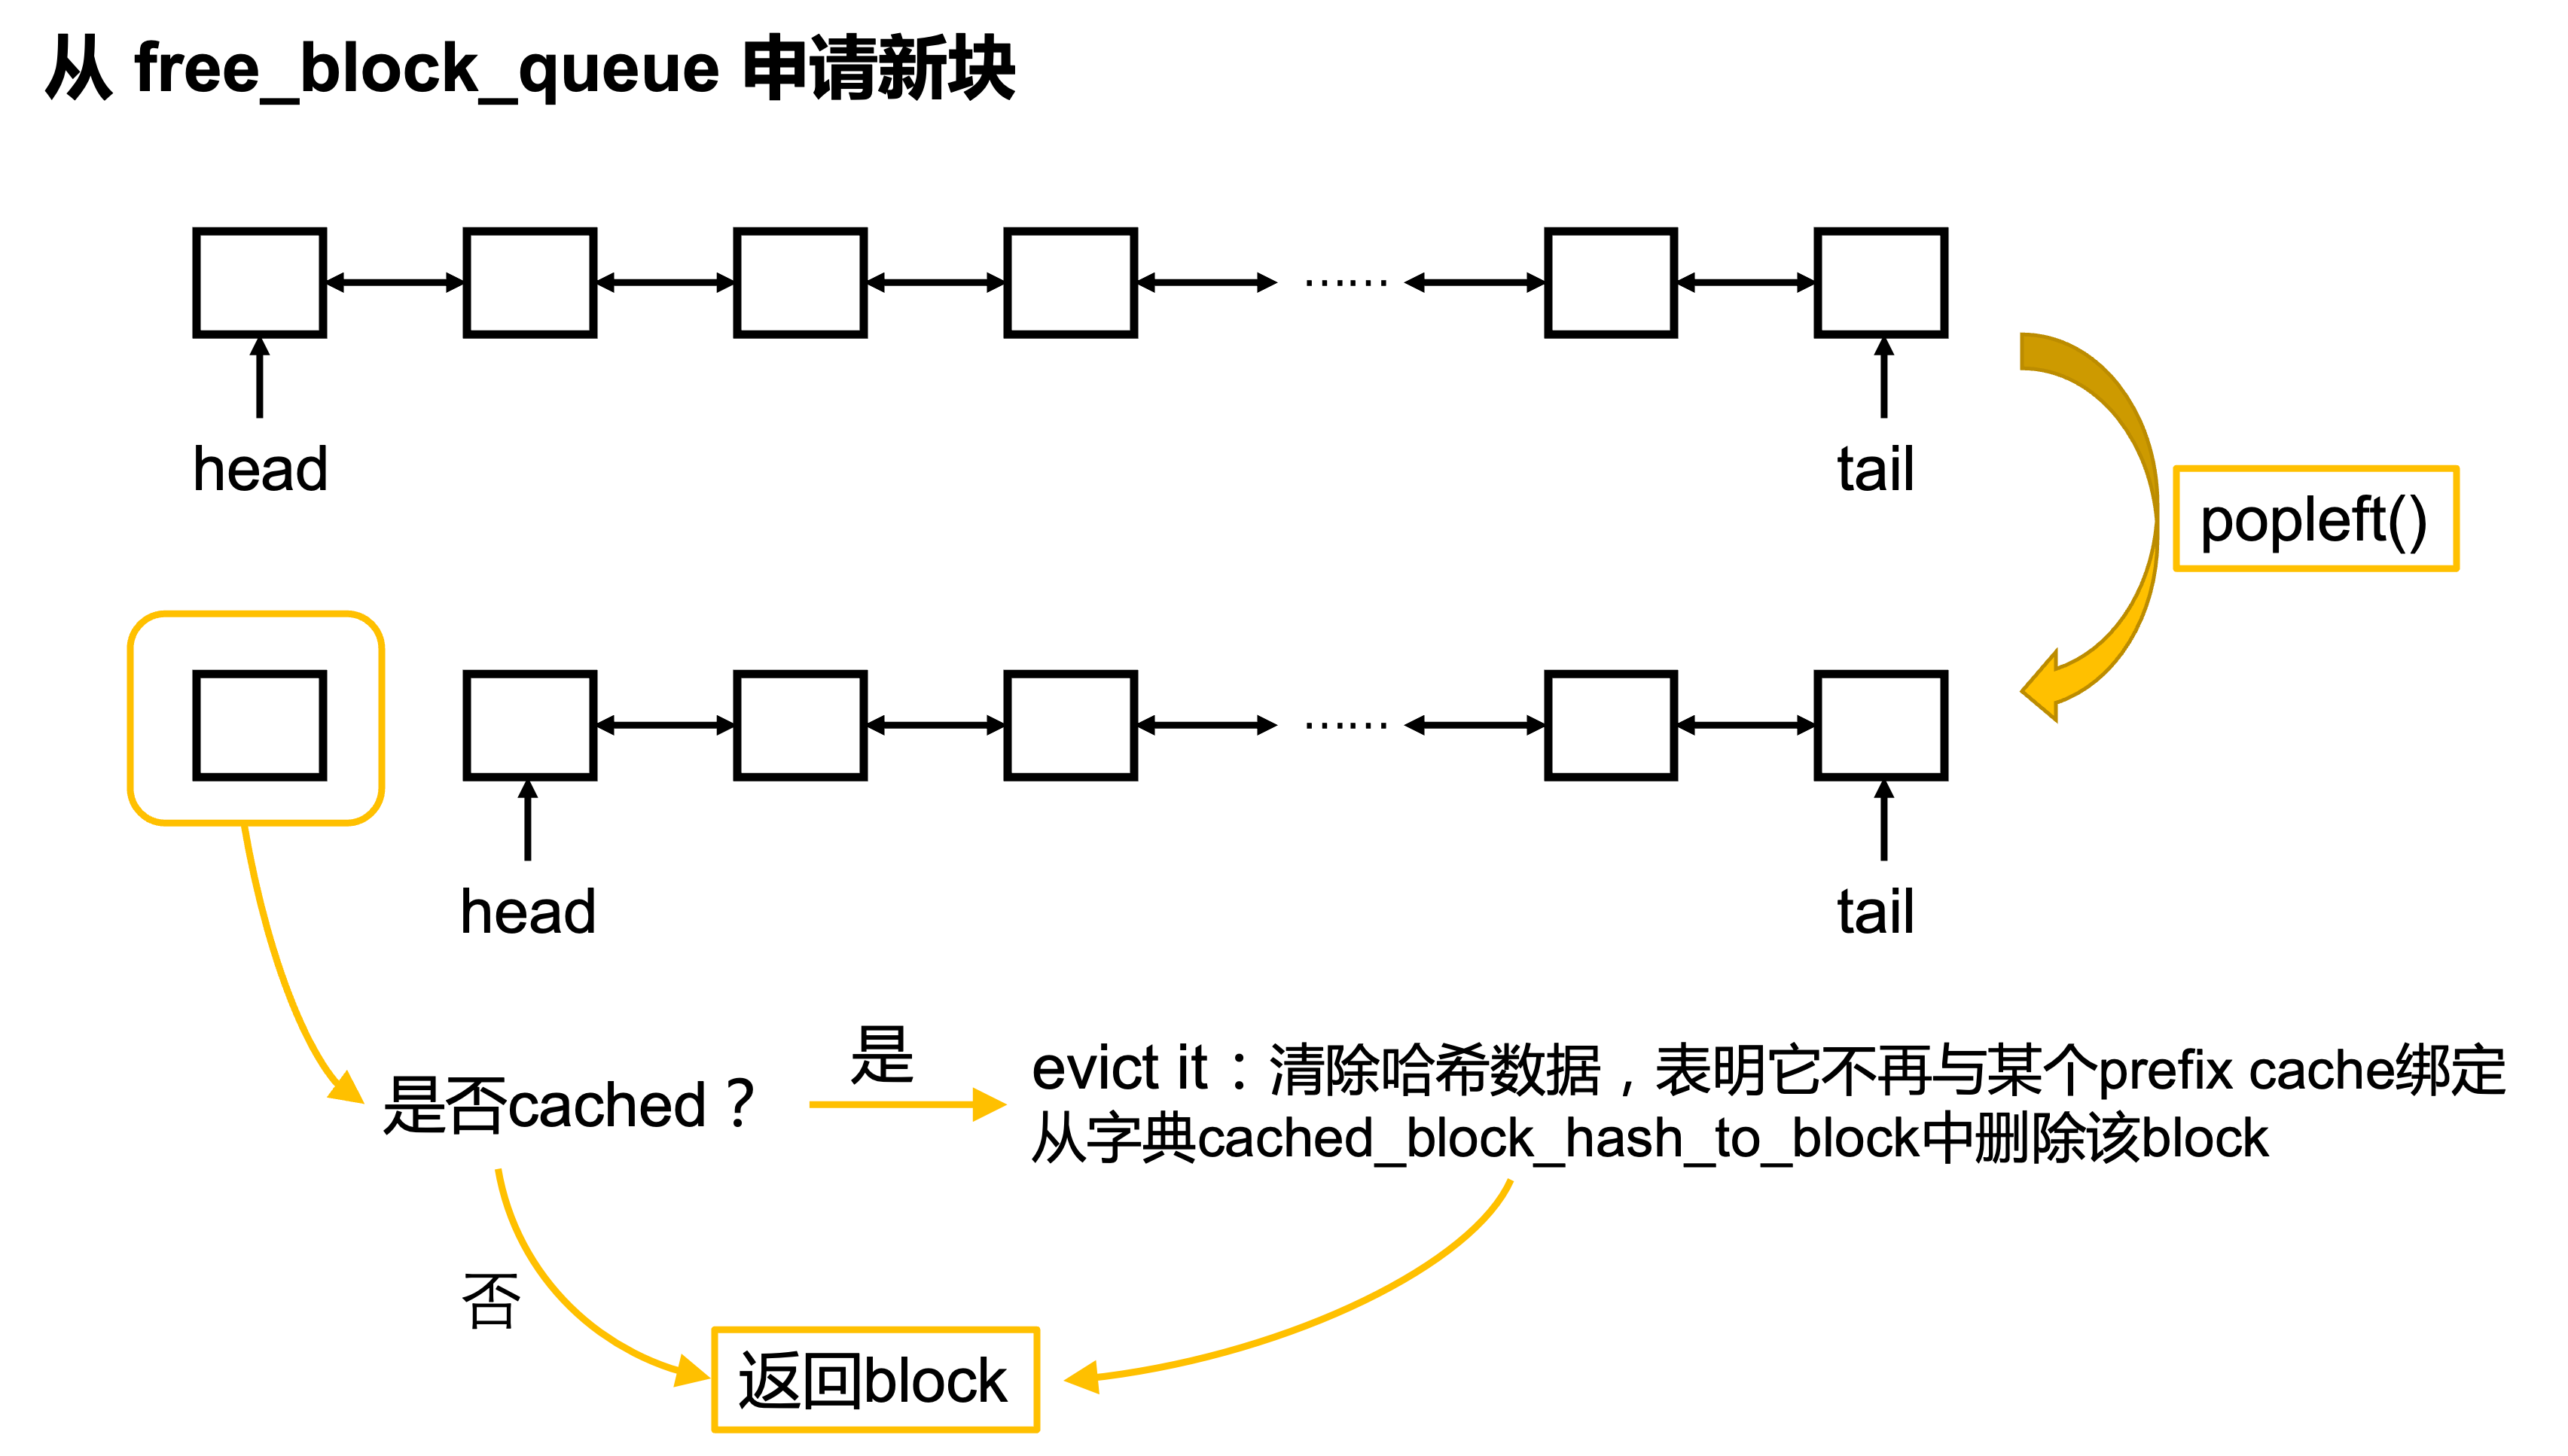 从 free_block_queue 申请新块
……
head
tail
popleft()
……
head
tail
是否cached？
是
evict it：清除哈希数据，表明它不再与某个prefix cache绑定
从字典cached_block_hash_to_block中删除该block
否
返回block